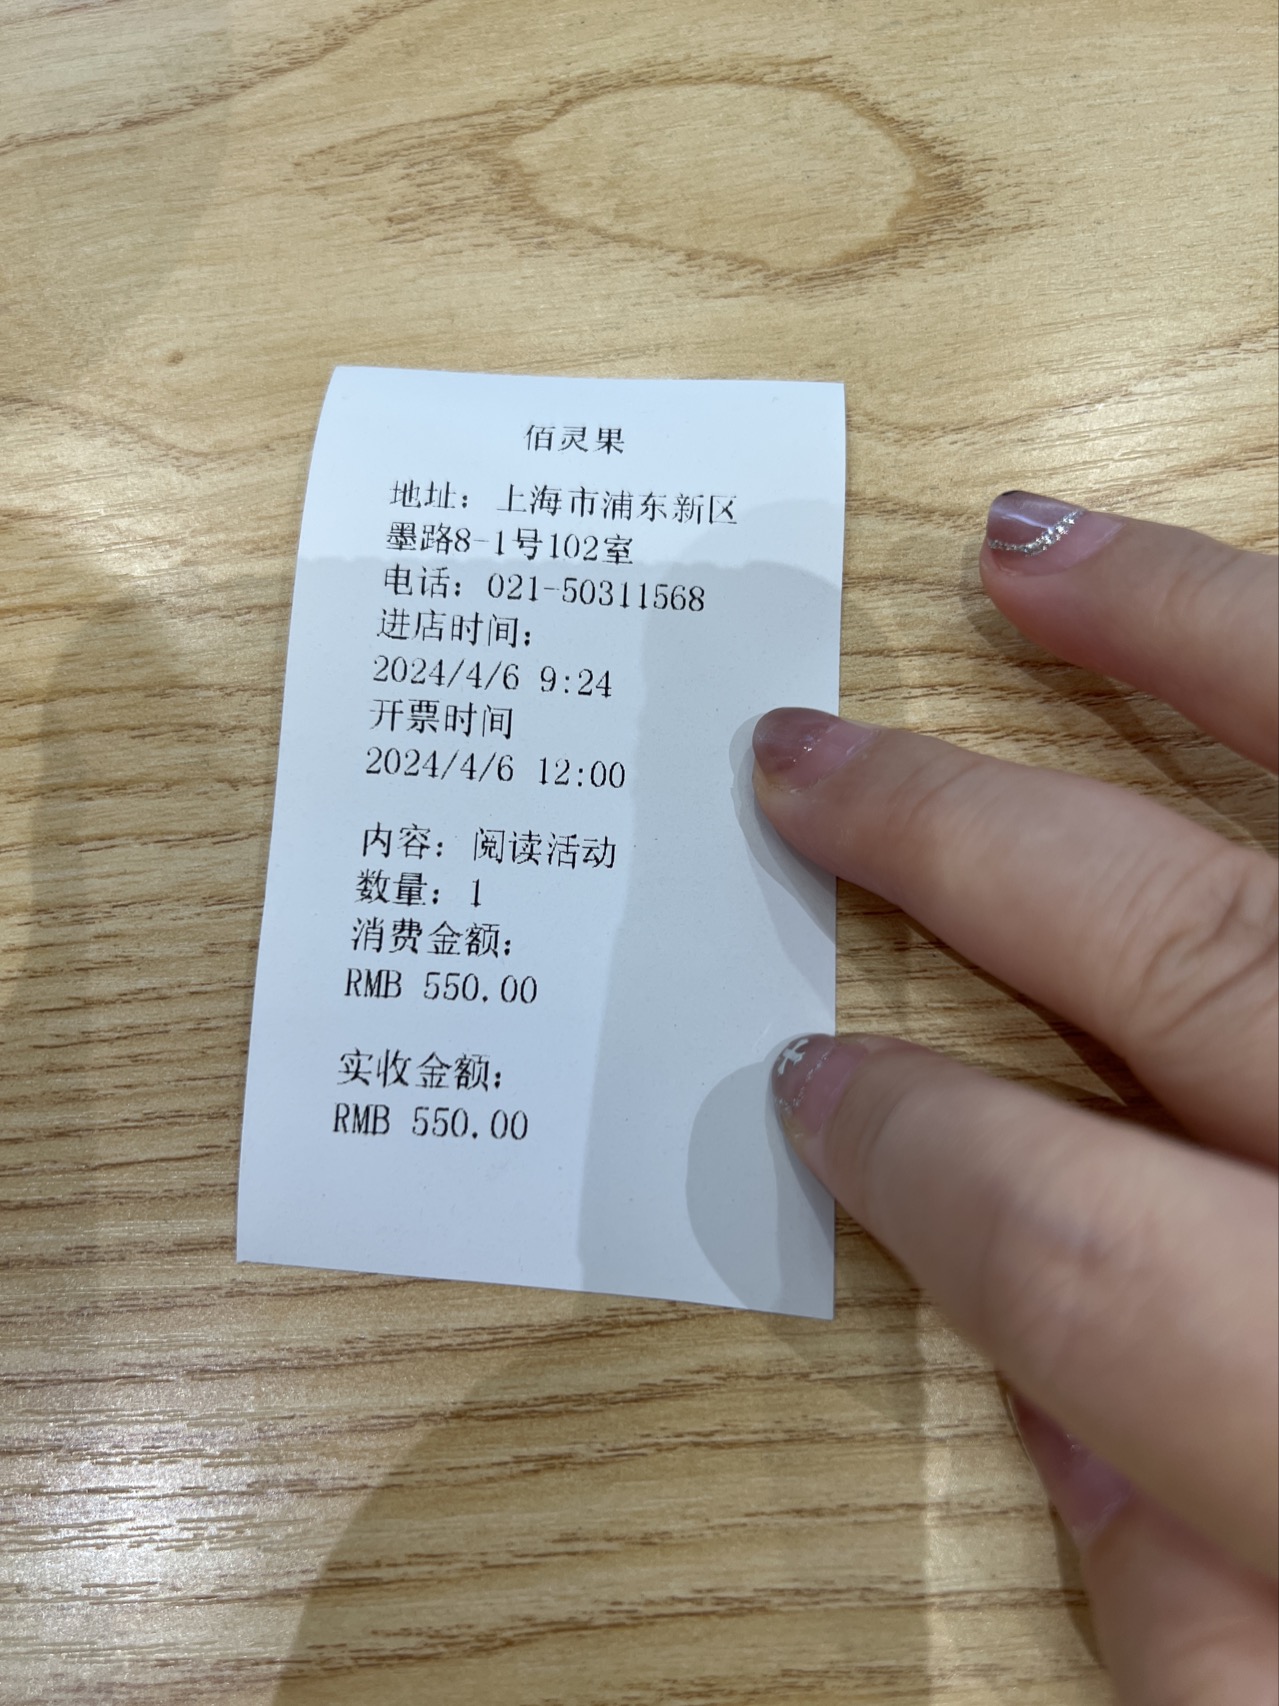 佰灵果
地址：上海市浦东新区
墨路8-1号102室
电话：021-50311568
进店时间：
2024/4/6 9:24
开票时间
2024/4/6 12:00
内容：阅读活动
数量：1
消费金额：
RMB 550.00
实收金额：
RMB 550.00